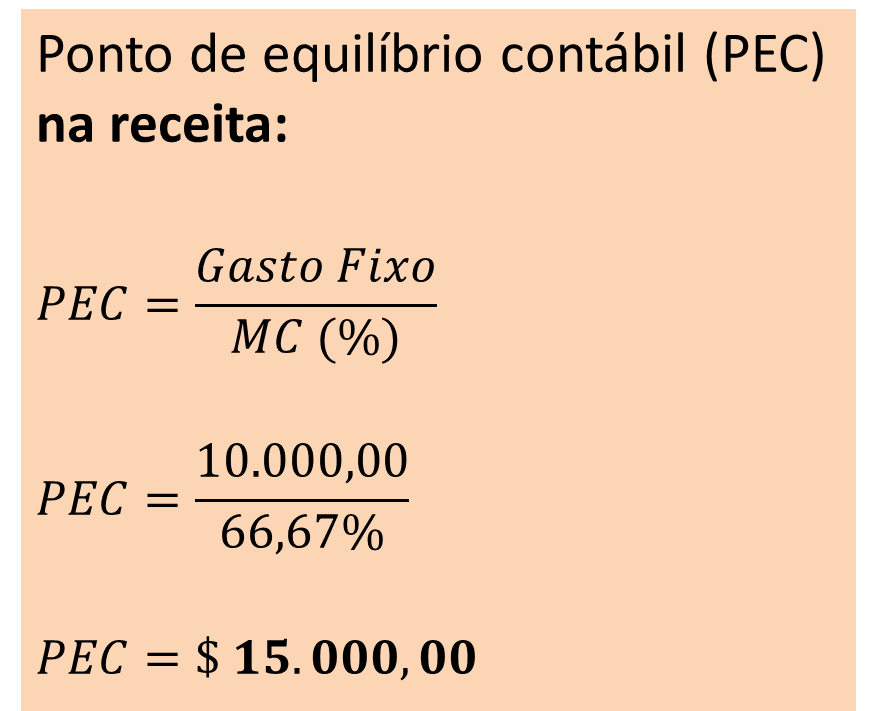 Ponto de equilíbrio contábil (PEC)
na receita:
PEC = Gasto Fixo / MC (%)
PEC = 10.000,00 / 66,67%
PEC = $ 15.000,00